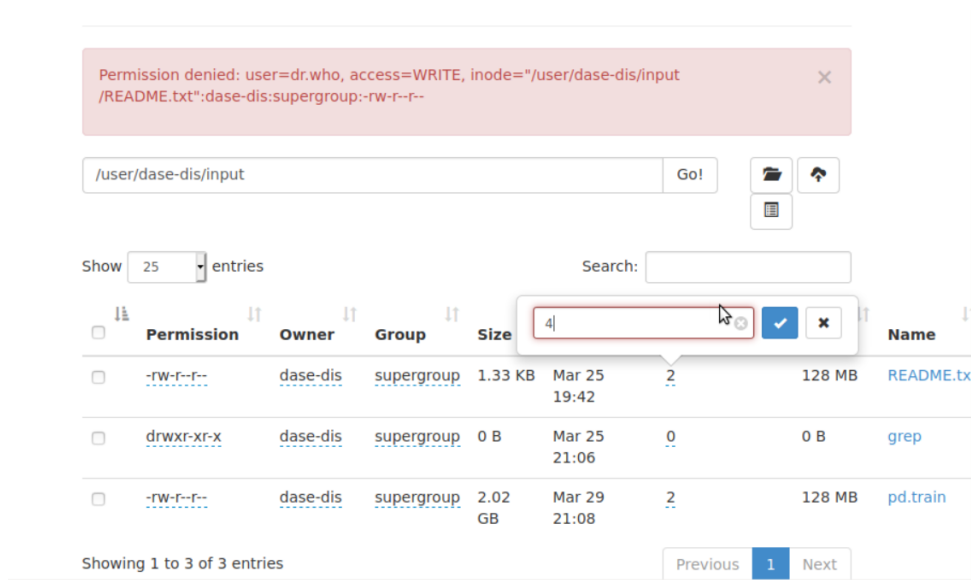 Permission denied: user=dr.who, access=WRITE, inode="/user/dase-dis/input
/README.txt":dase-dis:supergroup:-rw-r--r--
×
/user/dase-dis/input Go!
Show 25 entries Search:
4
Permission Owner Group Size Name
-rw-r--r-- dase-dis supergroup 1.33 KB Mar 25 2 128 MB README.tx
19:42
drwxr-xr-x dase-dis supergroup 0 B Mar 25 0 0 B grep
21:06
-rw-r--r-- dase-dis supergroup 2.02 Mar 29 2 128 MB pd.train
GB 21:08
Showing 1 to 3 of 3 entries Previous 1 Next